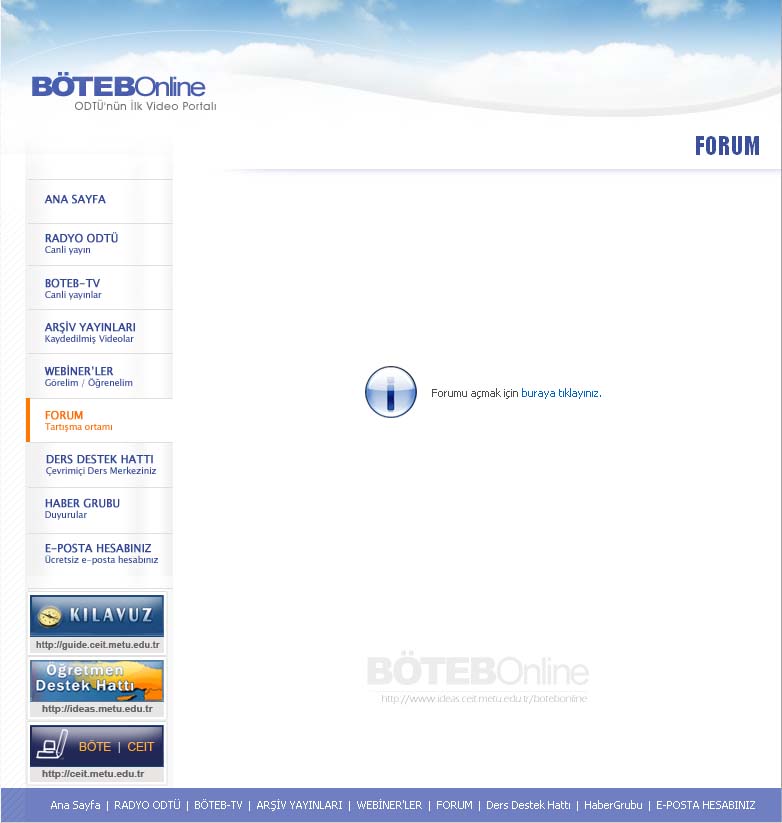 BÖTEBOnline
ODTÜ'nün İlk Video Portalı
FORUM
ANA SAYFA
RADYO ODTÜ
Canli yayın
BOTEB-TV
Canli yayınlar
ARŞİV YAYINLARI
Kaydedilmiş Videolar
WEBİNER'LER
Görelim / Öğrenelim
FORUM
Tartışma ortamı
DERS DESTEK HATTI
Çevrimiçi Ders Merkeziniz
HABER GRUBU
Duyurular
E-POSTA HESABINIZ
Ücretsiz e-posta hesabınız
Forumu açmak için buraya tıklayınız.
KILAVUZ
http://guide.ceit.metu.edu.tr
Öğretmen
Destek Hattı
http://ideas.metu.edu.tr
BÖTE | CEIT
http://ceit.metu.edu.tr
BÖTEBOnline
http://www.ideas.ceit.metu.edu.tr/botebonline
Ana Sayfa | RADYO ODTÜ | BÖTEB-TV | ARŞİV YAYINLARI | WEBİNER'LER | FORUM | Ders Destek Hattı | HaberGrubu | E-POSTA HESABINIZ